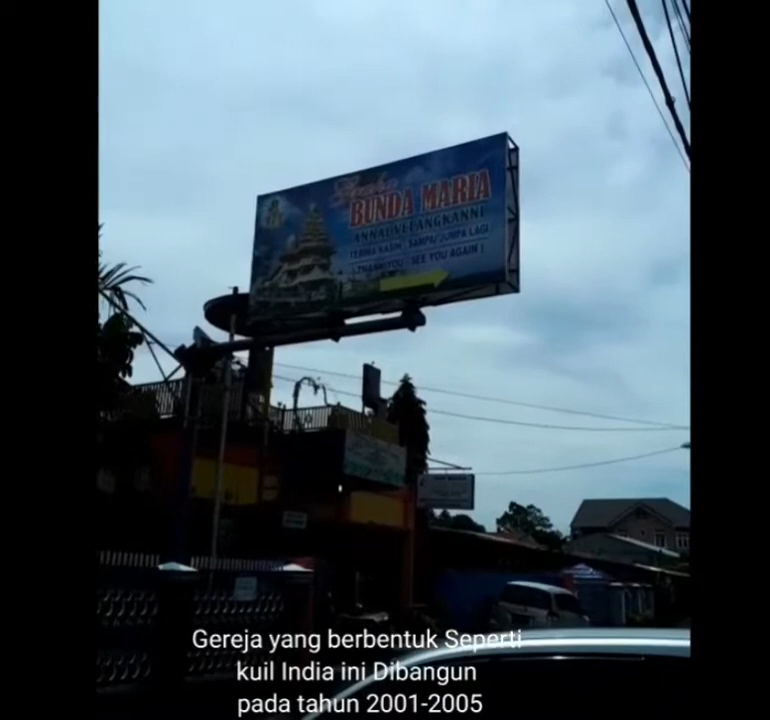 BUNDA MARIA
ANNAI VELANGKANNI
TERIMA KASIH, SAMPAI JUMPA LAGI
THANK YOU, SEE YOU AGAIN !
Gereja yang berbentuk Seperti
kuil India ini Dibangun
pada tahun 2001-2005